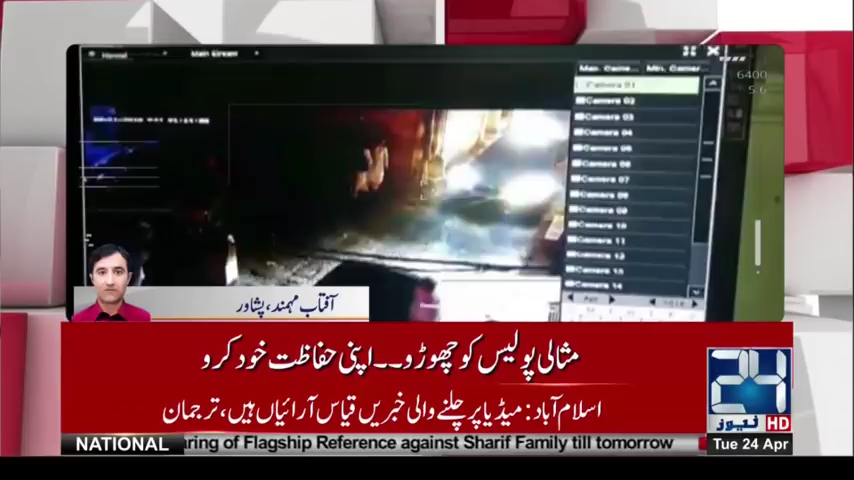 Main Stream
6400
5.6
Camera 01
Camera 02
Camera 03
Camera 04
Camera 05
Camera 06
Camera 07
Camera 08
Camera 09
Camera 10
Camera 11
Camera 12
Camera 13
Camera 14
آفتاب مہمند، پشاور
مثالی پولیس کو چھوڑو۔۔اپنی حفاظت خود کرو
اسلام آباد: میڈیا پر چلنے والی خبریں قیاس آرائیاں ہیں، ترجمان
24
نیوز HD
NATIONAL aring of Flagship Reference against Sharif Family till tomorrow
Tue 24 Apr